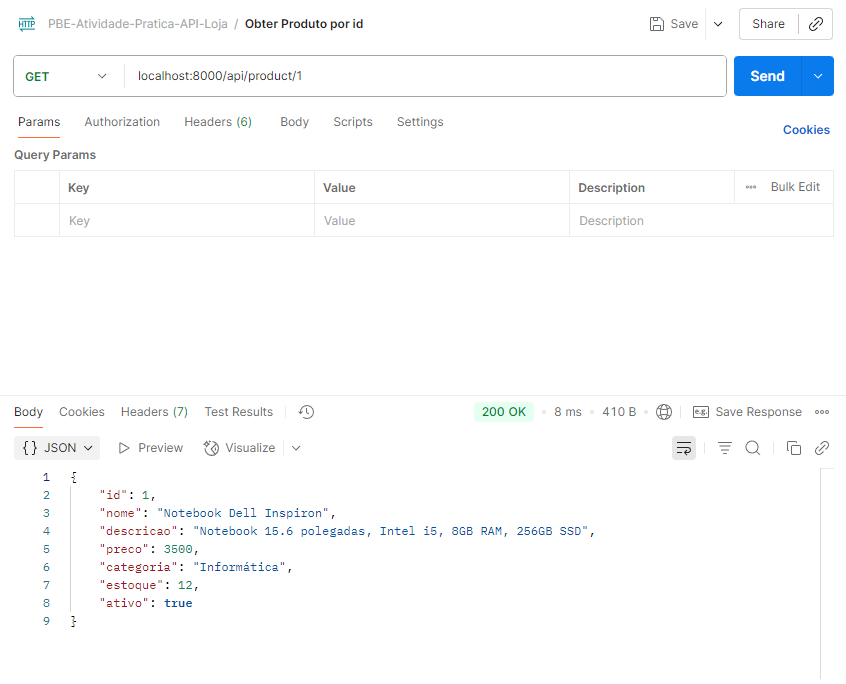 HTTP PBE-Atividade-Pratica-API-Loja / Obter Produto por id Save Share
GET localhost:8000/api/product/1 Send
Params Authorization Headers (6) Body Scripts Settings Cookies
Query Params
Key Value Description ••• Bulk Edit
Key Value Description
Body Cookies Headers (7) Test Results 200 OK • 8 ms • 410 B • e.g. Save Response •••
{} JSON Preview Visualize
1 {
2 "id": 1,
3 "nome": "Notebook Dell Inspiron",
4 "descricao": "Notebook 15.6 polegadas, Intel i5, 8GB RAM, 256GB SSD",
5 "preco": 3500,
6 "categoria": "Informática",
7 "estoque": 12,
8 "ativo": true
9 }